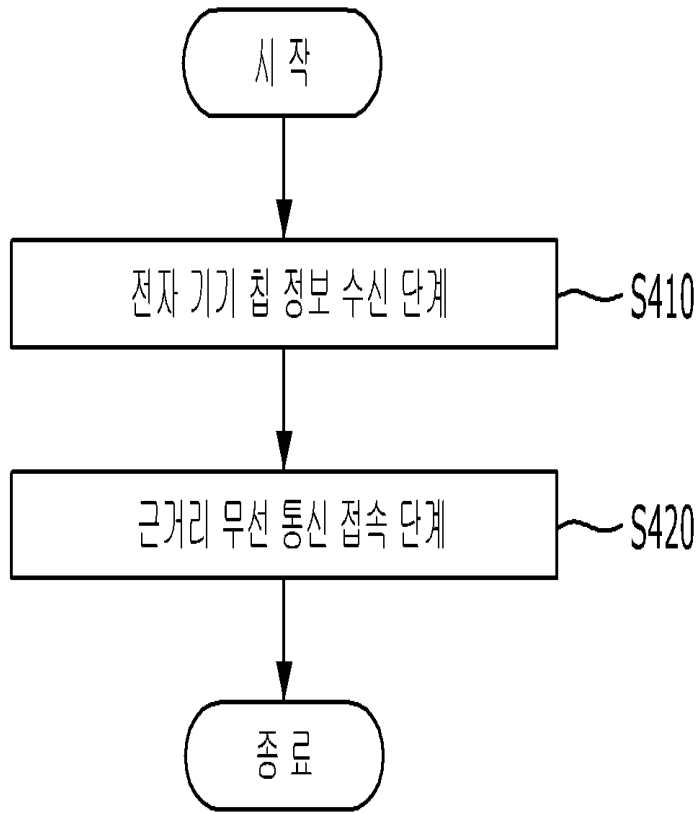 시 작
전자 기기 칩 정보 수신 단계
S410
근거리 무선 통신 접속 단계
S420
종 료